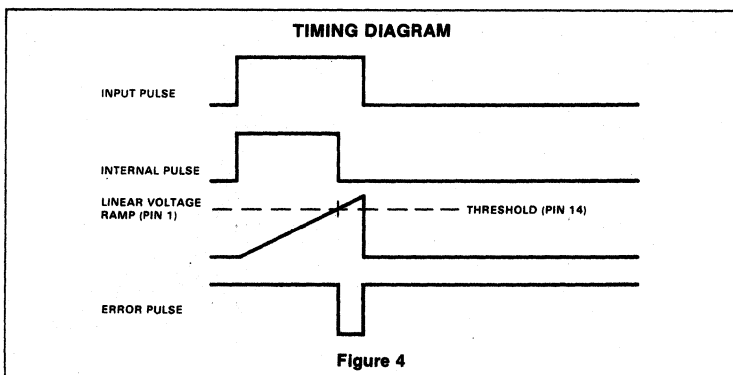 TIMING DIAGRAM
INPUT PULSE
INTERNAL PULSE
LINEAR VOLTAGE
RAMP (PIN 1)
THRESHOLD (PIN 14)
ERROR PULSE
Figure 4